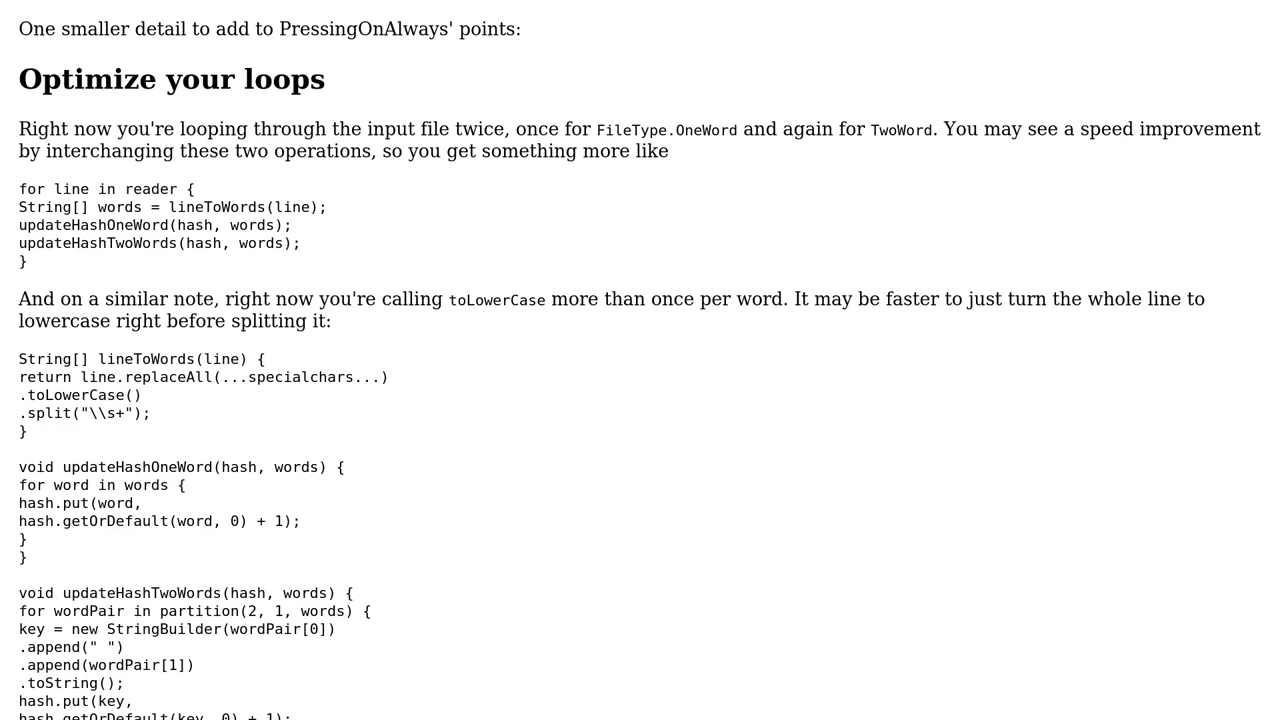 One smaller detail to add to PressingOnAlways' points:
Optimize your loops
Right now you're looping through the input file twice, once for FileType.OneWord and again for TwoWord. You may see a speed improvement
by interchanging these two operations, so you get something more like
for line in reader {
String[] words = lineToWords(line);
updateHashOneWord(hash, words);
updateHashTwoWords(hash, words);
}
And on a similar note, right now you're calling toLowerCase more than once per word. It may be faster to just turn the whole line to
lowercase right before splitting it:
String[] lineToWords(line) {
return line.replaceAll(...specialchars...)
.toLowerCase()
.split("\\s+");
}
void updateHashOneWord(hash, words) {
for word in words {
hash.put(word,
hash.getOrDefault(word, 0) + 1);
}
}
void updateHashTwoWords(hash, words) {
for wordPair in partition(2, 1, words) {
key = new StringBuilder(wordPair[0])
.append(" ")
.append(wordPair[1])
.toString();
hash.put(key,
hash.getOrDefault(key, 0) + 1);